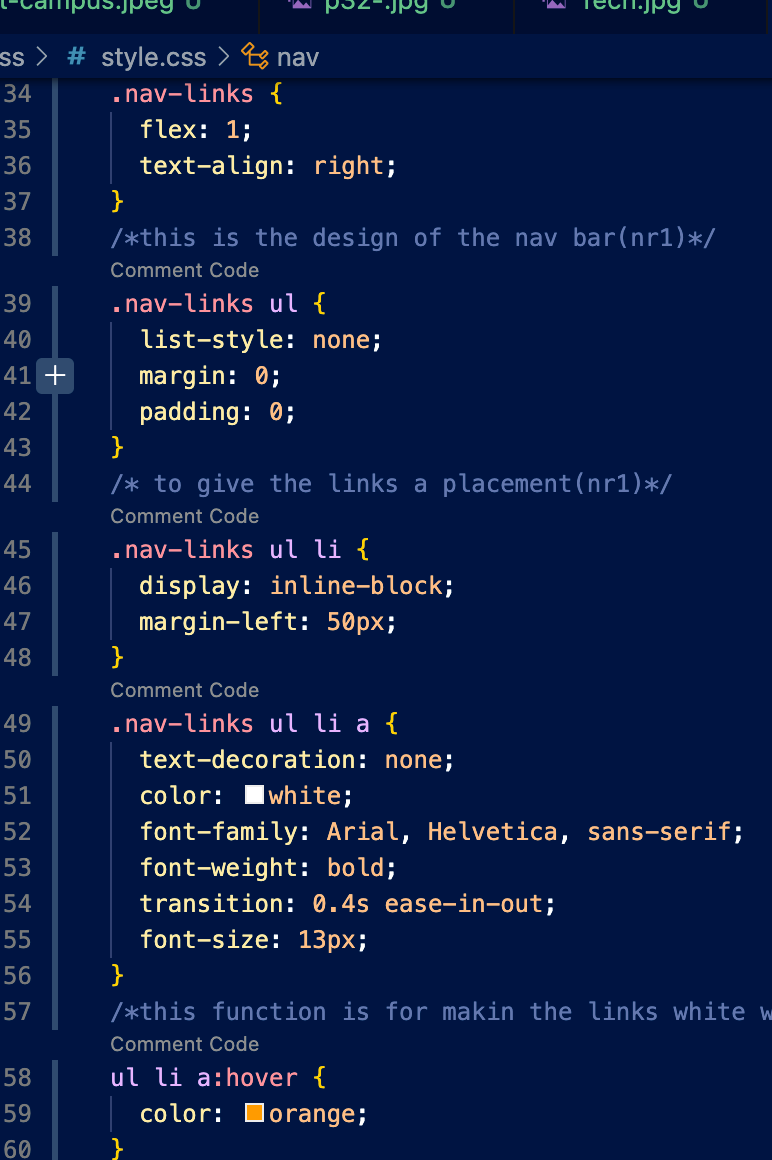 t-campus.jpeg U p32-.jpg U Tech.jpg U
ss > # style.css > nav
34 .nav-links {
35 flex: 1;
36 text-align: right;
37 }
38 /*this is the design of the nav bar(nr1)*/
Comment Code
39 .nav-links ul {
40 list-style: none;
41 margin: 0;
42 padding: 0;
43 }
44 /* to give the links a placement(nr1)*/
Comment Code
45 .nav-links ul li {
46 display: inline-block;
47 margin-left: 50px;
48 }
Comment Code
49 .nav-links ul li a {
50 text-decoration: none;
51 color: white;
52 font-family: Arial, Helvetica, sans-serif;
53 font-weight: bold;
54 transition: 0.4s ease-in-out;
55 font-size: 13px;
56 }
57 /*this function is for makin the links white w
Comment Code
58 ul li a:hover {
59 color: orange;
60 }